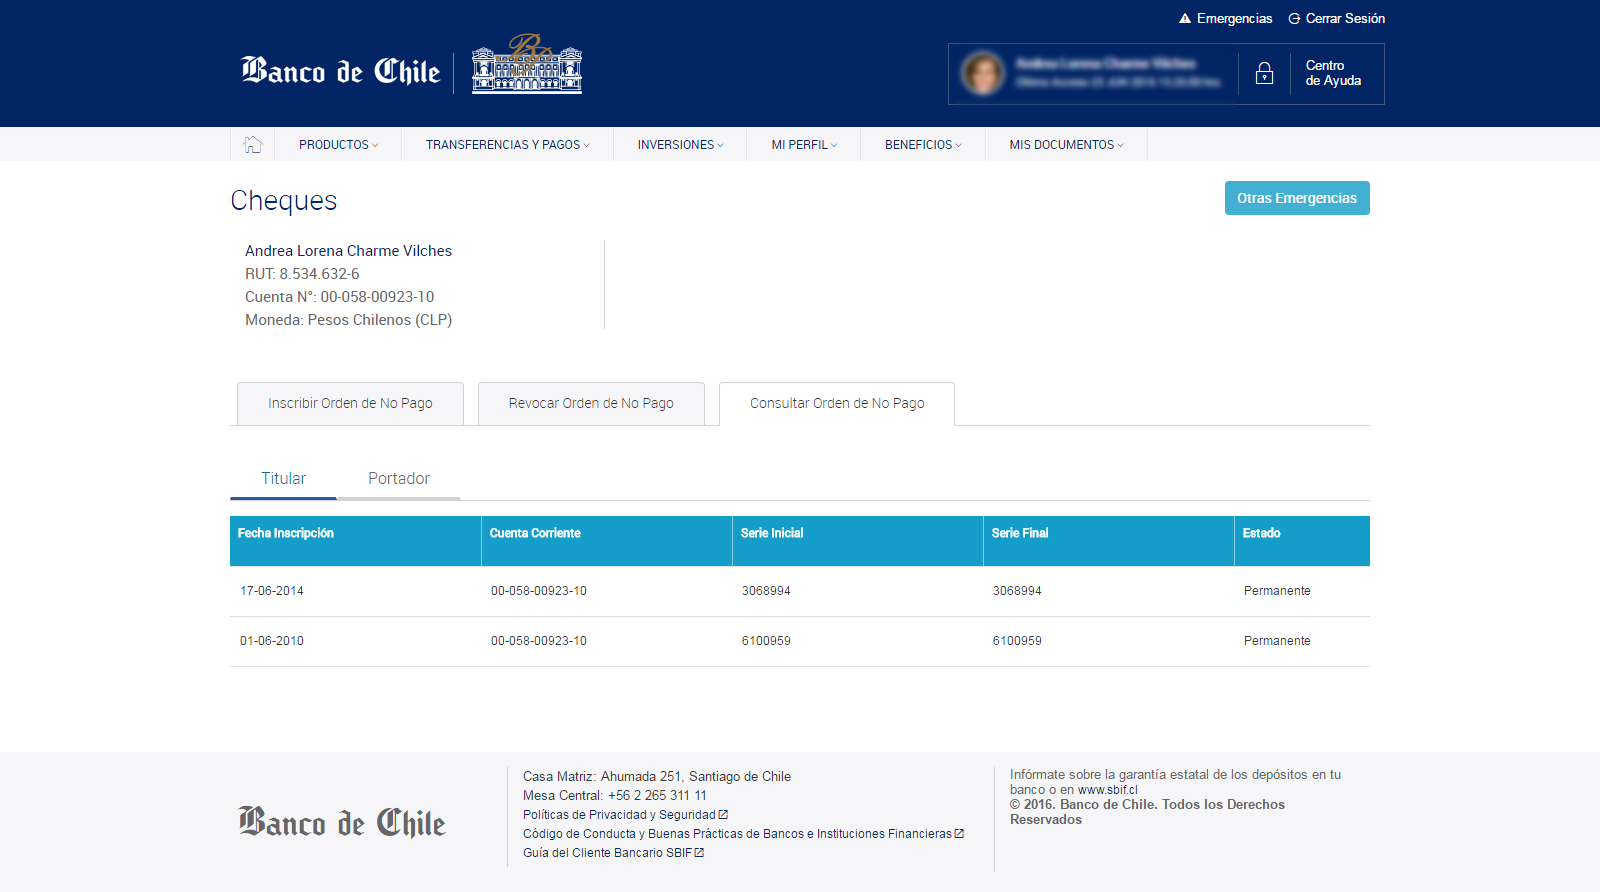 Emergencias
Cerrar Sesión
Banco de Chile
BP
Andrea Lorena Charme Vilches
Centro
de Ayuda
PRODUCTOS
TRANSFERENCIAS Y PAGOS
INVERSIONES
MI PERFIL
BENEFICIOS
MIS DOCUMENTOS
Cheques
Otras Emergencias
Andrea Lorena Charme Vilches
RUT: 8.534.632-6
Cuenta N°: 00-058-00923-10
Moneda: Pesos Chilenos (CLP)
Inscribir Orden de No Pago
Revocar Orden de No Pago
Consultar Orden de No Pago
Titular
Portador
Fecha Inscripción Cuenta Corriente Serie Inicial Serie Final Estado
17-06-2014 00-058-00923-10 3068994 3068994 Permanente
01-06-2010 00-058-00923-10 6100959 6100959 Permanente
Banco de Chile
Casa Matriz: Ahumada 251, Santiago de Chile
Mesa Central: +56 2 265 311 11
Políticas de Privacidad y Seguridad
Código de Conducta y Buenas Prácticas de Bancos e Instituciones Financieras
Guía del Cliente Bancario SBIF
Infórmate sobre la garantía estatal de los depósitos en tu
banco o en www.sbif.cl
© 2016. Banco de Chile. Todos los Derechos
Reservados